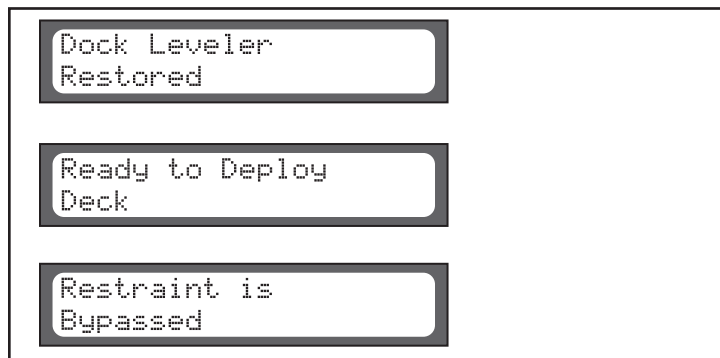 Dock Leveler
Restored
Ready to Deploy
Deck
Restraint is
Bypassed